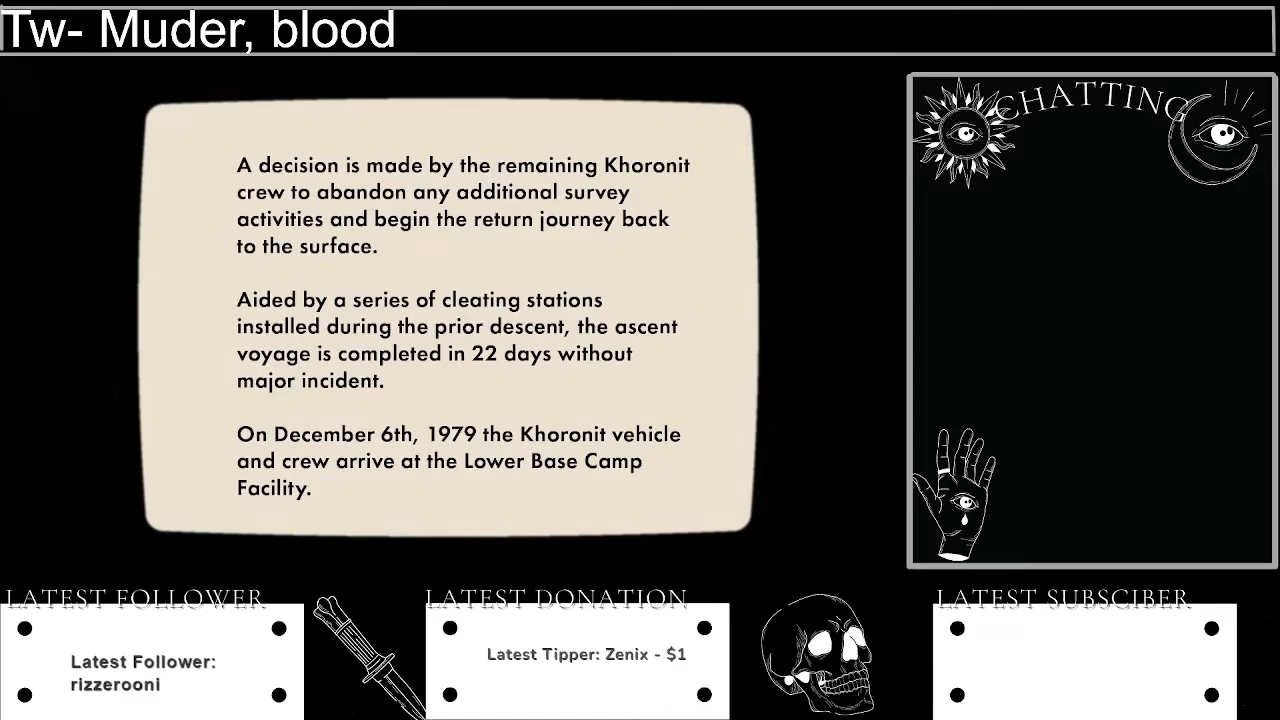 Tw- Muder, blood
CHATTING
A decision is made by the remaining Khoronit
crew to abandon any additional survey
activities and begin the return journey back
to the surface.
Aided by a series of cleating stations
installed during the prior descent, the ascent
voyage is completed in 22 days without
major incident.
On December 6th, 1979 the Khoronit vehicle
and crew arrive at the Lower Base Camp
Facility.
LATEST FOLLOWER
Latest Follower:
rizzerooni
LATEST DONATION
Latest Tipper: Zenix - $1
LATEST SUBSCIBER